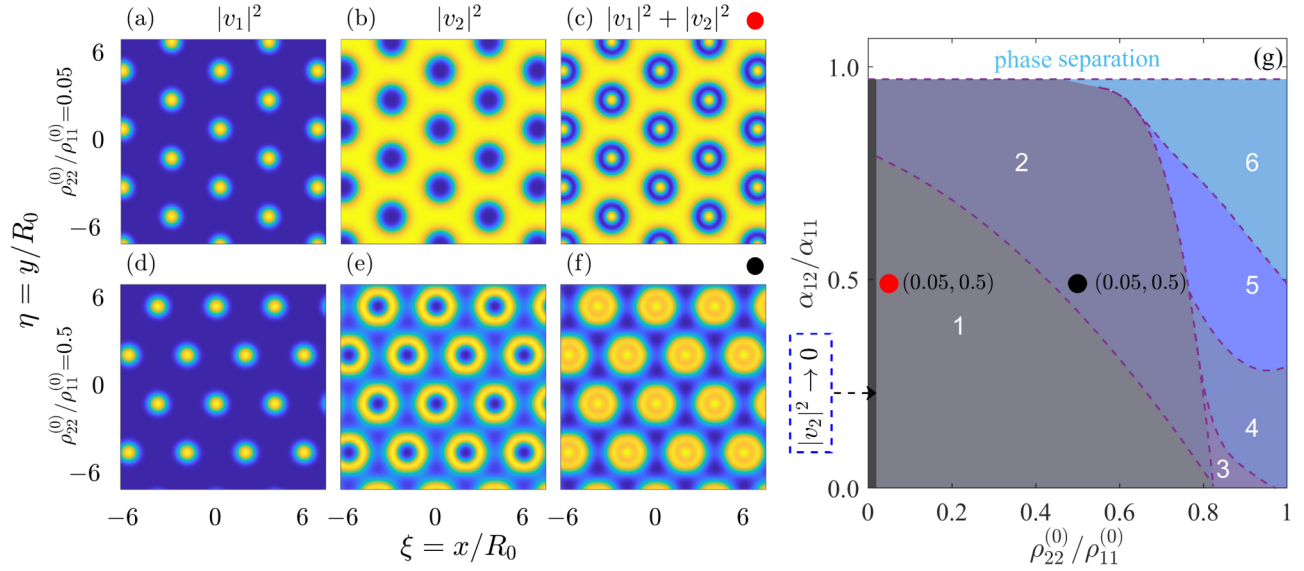 (a) |v₁|²
|v₂|²
(c) |v₁|² + |v₂|²
(g)
(b)
6
0
−6
ρ₂₂⁽⁰⁾/ρ₁₁⁽⁰⁾=0.05
(d)
(e)
(f)
6
0
−6
ρ₂₂⁽⁰⁾/ρ₁₁⁽⁰⁾=0.5
η = y/R₀
−6 0 6 −6 0 6 −6 0 6
ξ = x/R₀
phase separation
1.0
0.5
0.0
α₁₂/α₁₁
|v₂|² → 0
2
6
(0.05, 0.5)
(0.05, 0.5)
5
1
4
3
0 0.2 0.4 0.6 0.8 1
ρ₂₂⁽⁰⁾/ρ₁₁⁽⁰⁾